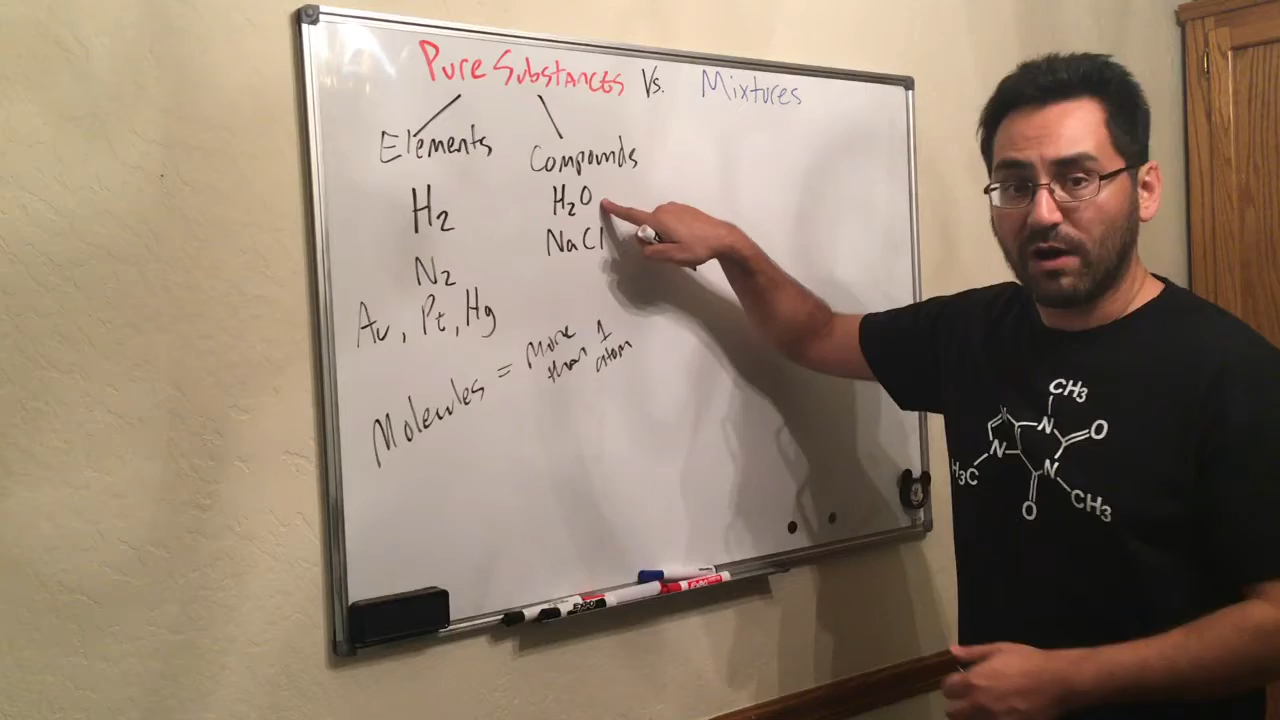 Pure Substances Vs. Mixtures
Elements
Compounds
H2
H2O
N2
NaCl
Au, Pt, Hg
Molecules = More than 1 atom
CH3
N
N
O
N
N
H3C
O
CH3
EXPO
EXPO